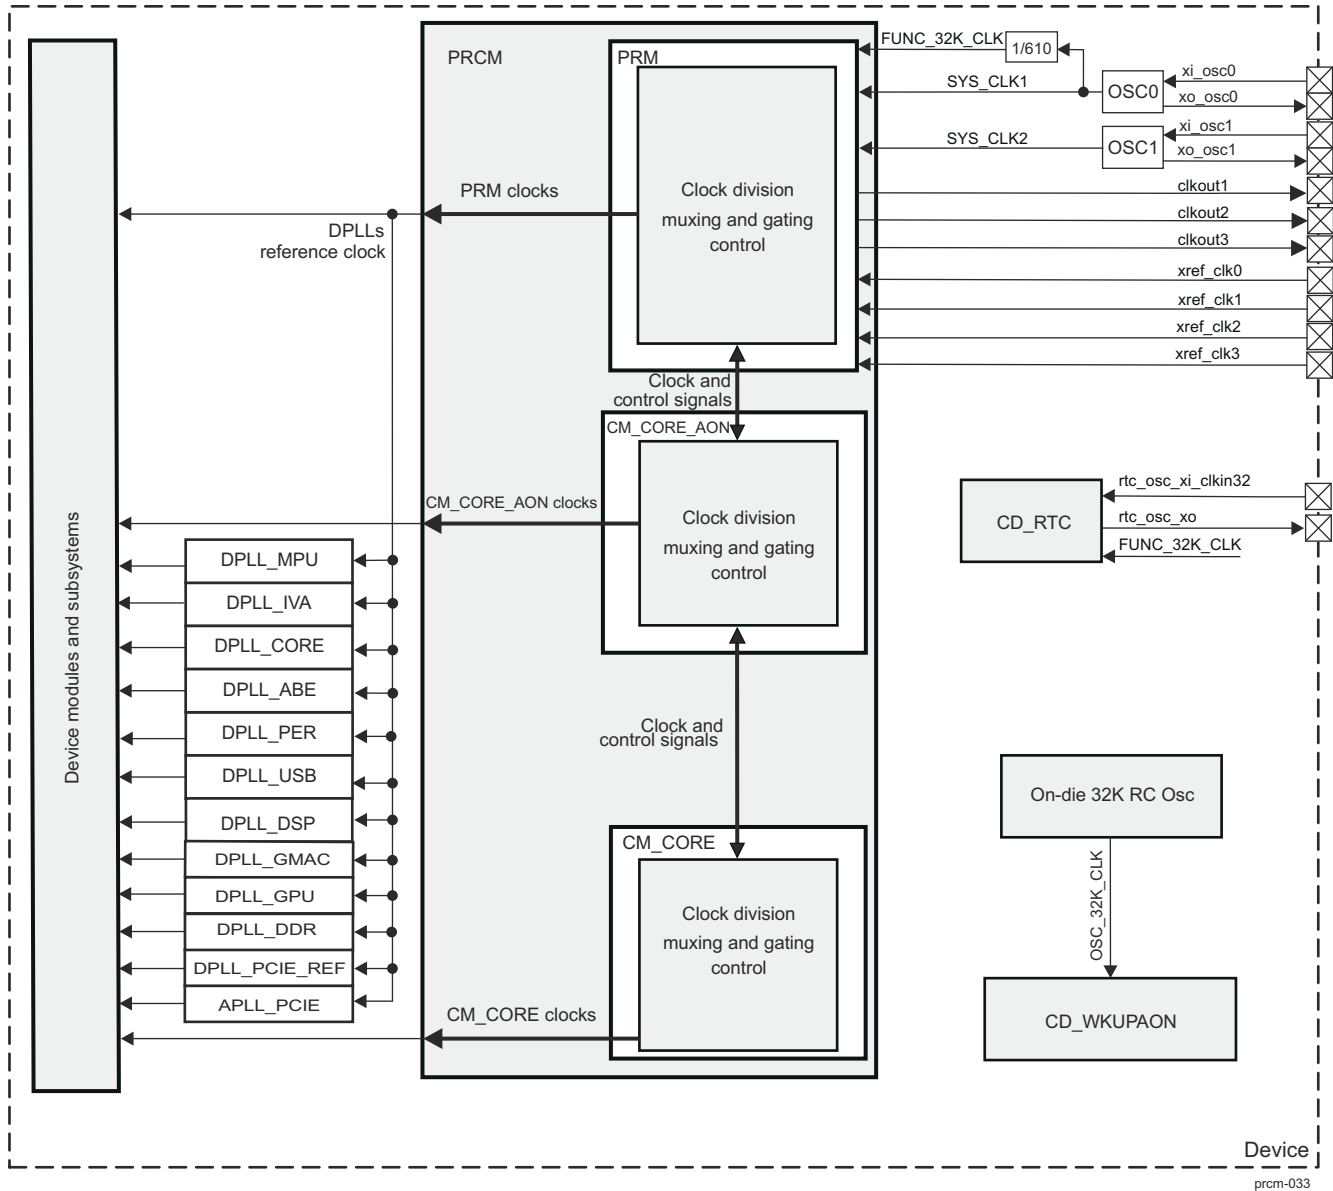 PRCM
PRM
FUNC_32K_CLK
1/610
SYS_CLK1
OSC0
xi_osc0
xo_osc0
SYS_CLK2
OSC1
xi_osc1
xo_osc1
clkout1
clkout2
clkout3
xref_clk0
xref_clk1
xref_clk2
xref_clk3
Clock division
muxing and gating
control
PRM clocks
DPLLs
reference clock
Clock and
control signals
CM_CORE_AON
CM_CORE_AON clocks
Clock division
muxing and gating
control
CD_RTC
rtc_osc_xi_clkin32
rtc_osc_xo
FUNC_32K_CLK
Device modules and subsystems
DPLL_MPU
DPLL_IVA
DPLL_CORE
DPLL_ABE
DPLL_PER
DPLL_USB
DPLL_DSP
DPLL_GMAC
DPLL_GPU
DPLL_DDR
DPLL_PCIE_REF
APLL_PCIE
Clock and
control signals
CM_CORE
Clock division
muxing and gating
control
CM_CORE clocks
On-die 32K RC Osc
OSC_32K_CLK
CD_WKUPAON
Device
prcm-033